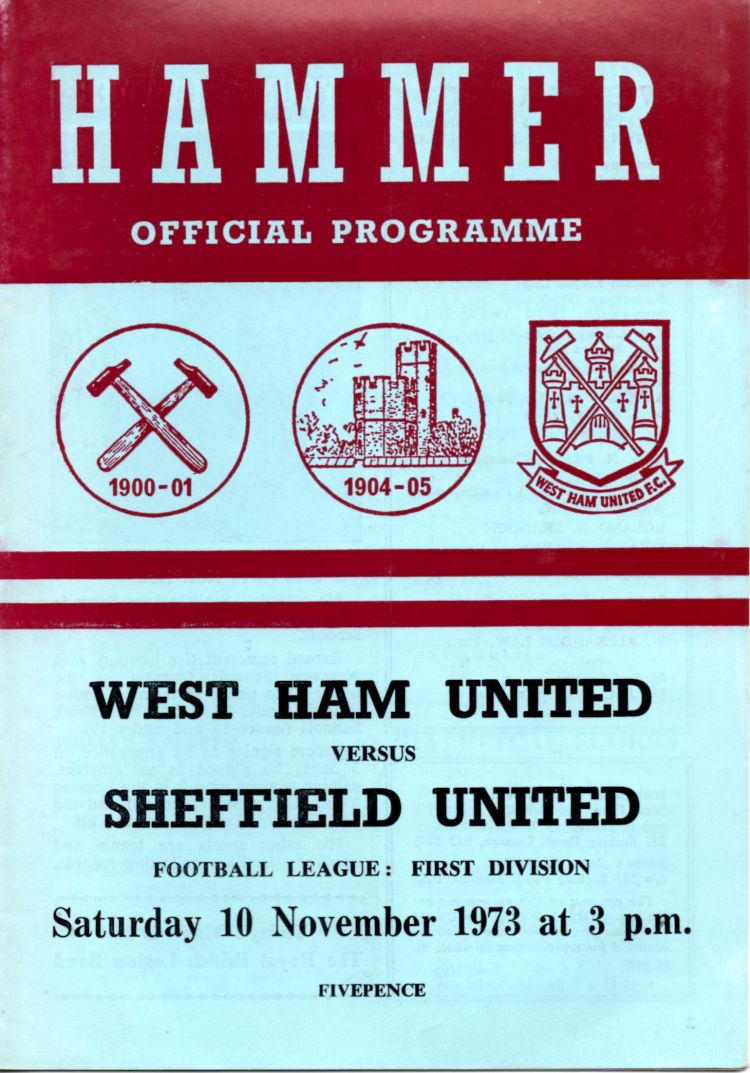 HAMMER
OFFICIAL PROGRAMME
1900-01
1904-05
WEST HAM UNITED F.C.
WEST HAM UNITED
VERSUS
SHEFFIELD UNITED
FOOTBALL LEAGUE: FIRST DIVISION
Saturday 10 November 1973 at 3 p.m.
FIVEPENCE